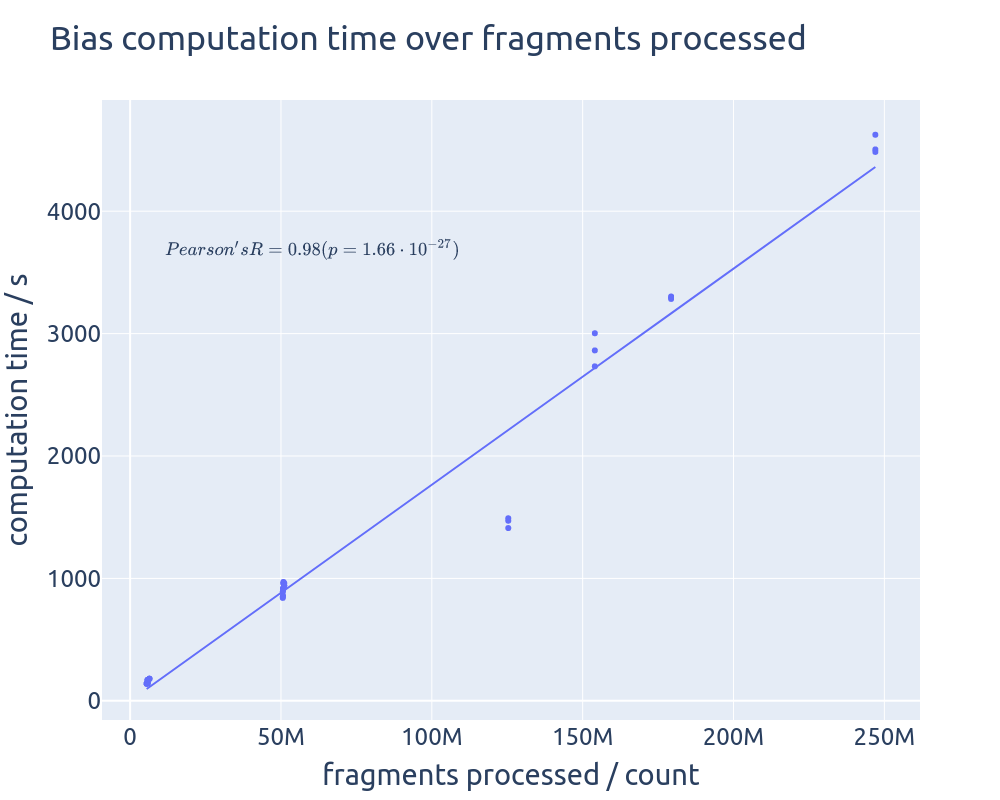 Bias computation time over fragments processed
Pearson'sR = 0.98(p = 1.66 · 10⁻²⁷)
computation time / s
4000
3000
2000
1000
0
0 50M 100M 150M 200M 250M
fragments processed / count